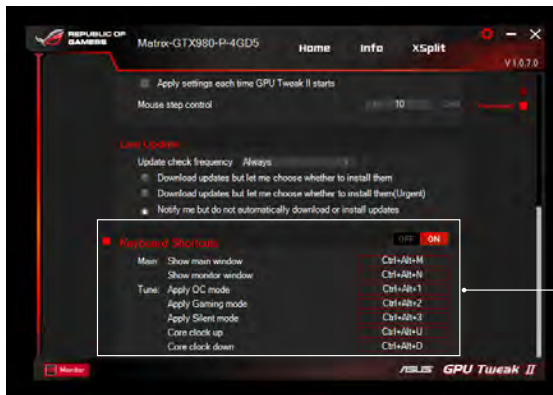 REPUBLIC OF
GAMERS
Matrix-GTX980-P-4GD5
Home
Info
XSplit
V1.0.7.0
Apply settings each time GPU Tweak II starts
Mouse step control
10
Live Update
Update check frequency Always
Download updates but let me choose whether to install them
Download updates but let me choose whether to install them(Urgent)
Notify me but do not automatically download or install updates
Keyboard Shortcuts
OFF ON
Main: Show main window Ctrl+Alt+M
Show monitor window Ctrl+Alt+N
Tune: Apply OC mode Ctrl+Alt+1
Apply Gaming mode Ctrl+Alt+2
Apply Silent mode Ctrl+Alt+3
Core clock up Ctrl+Alt+U
Core clock down Ctrl+Alt+D
Monitor
ASUS GPU Tweak II